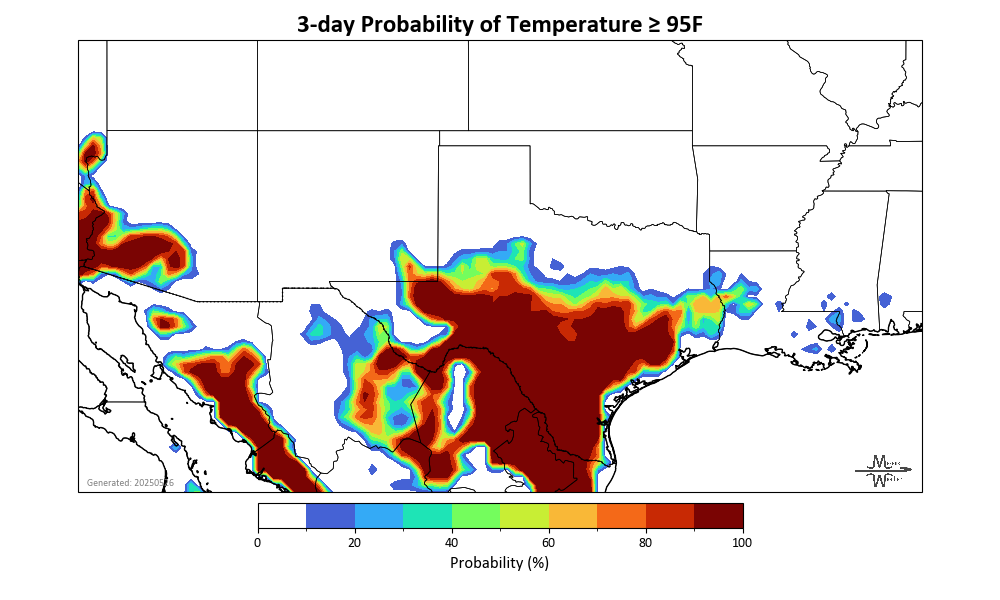 3-day Probability of Temperature ≥ 95F
Generated: 20250526
0 20 40 60 80 100
Probability (%)